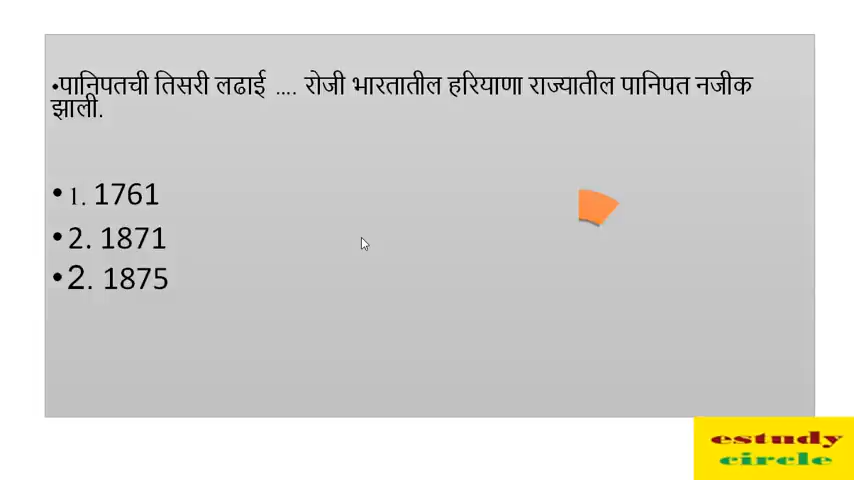 •पानिपतची तिसरी लढाई .... रोजी भारतातील हरियाणा राज्यातील पानिपत नजीक
झाली.
• 1. 1761
• 2. 1871
• 2. 1875
estudy
circle